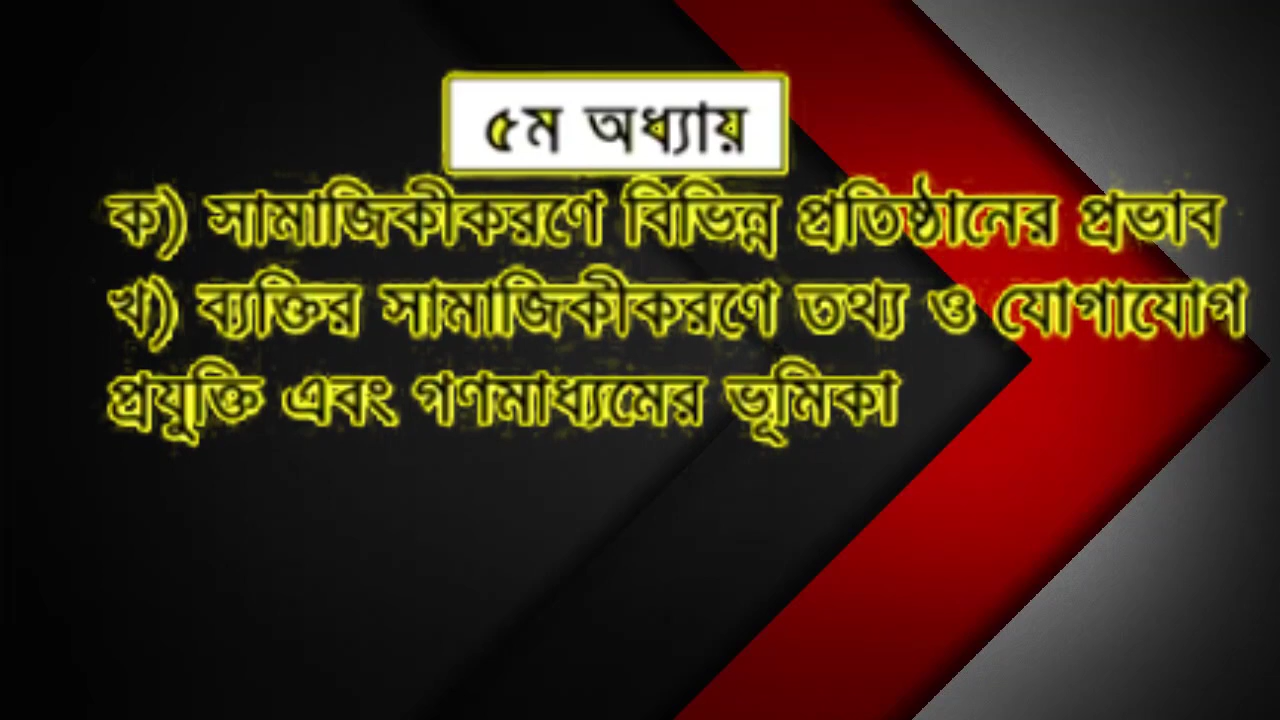 ৫ম অধ্যায়
ক) সামাজিকীকরণে বিভিন্ন প্রতিষ্ঠানের প্রভাব
খ) ব্যক্তির সামাজিকীকরণে তথ্য ও যোগাযোগ
প্রযুক্তি এবং গণমাধ্যমের ভূমিকা